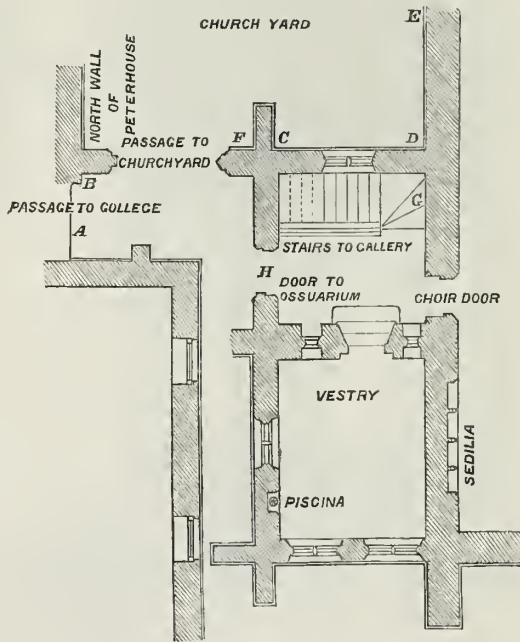 CHURCH YARD
E
NORTH WALL
OF
PETERHOUSE
PASSAGE TO
CHURCHYARD
F
C
D
B
PASSAGE TO COLLEGE
A
G
STAIRS TO GALLERY
H
DOOR TO
OSSUARIUM
CHOIR DOOR
VESTRY
SEDILIA
PISCINA